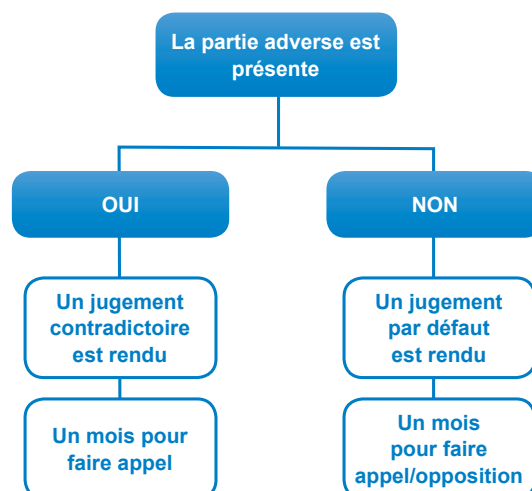 La partie adverse est
présente
OUI
NON
Un jugement
contradictoire
est rendu
Un jugement
par défaut
est rendu
Un mois pour
faire appel
Un mois
pour faire
appel/opposition